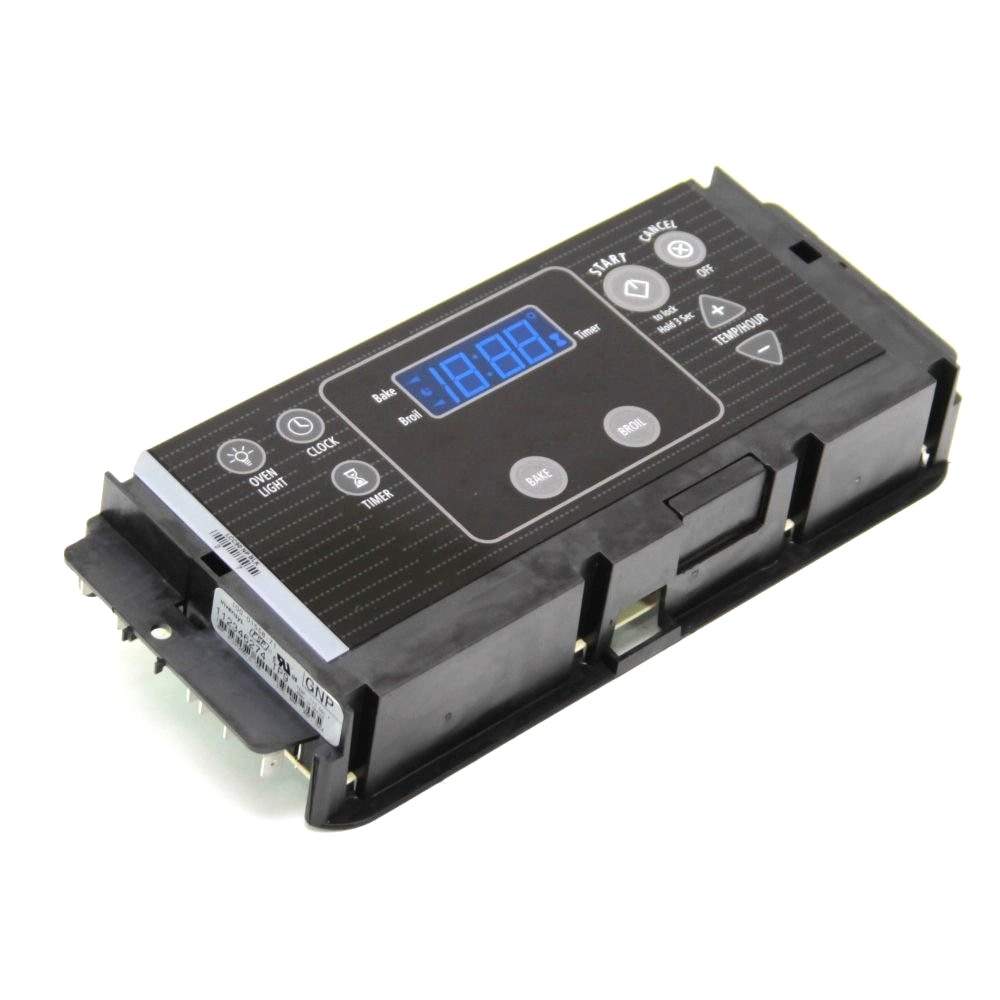 CANCEL
OFF
START
to lock
Hold 3 Sec
TEMP/HOUR
Timer
18:88°
Bake
Broil
BROIL
BAKE
CLOCK
OVEN
LIGHT
TIMER
GNP